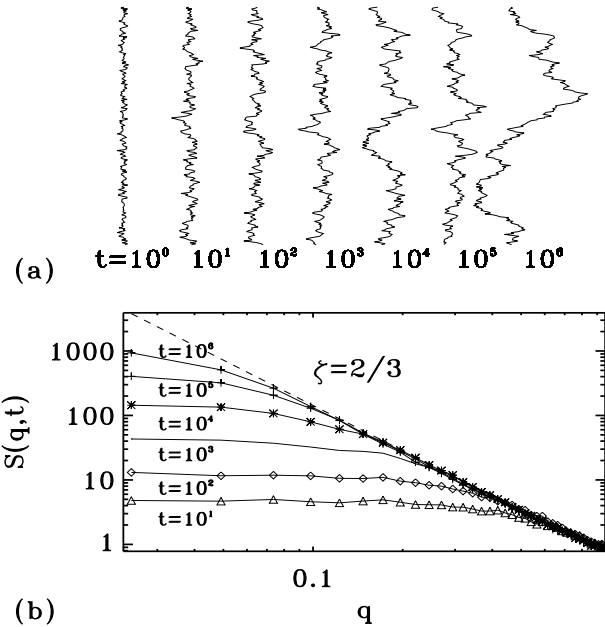 (a)
t=10⁰ 10¹ 10² 10³ 10⁴ 10⁵ 10⁶
1000
100
10
1
S(q,t)
t=10⁶
ζ=2/3
t=10⁵
t=10⁴
t=10³
t=10²
t=10¹
0.1
(b)
q